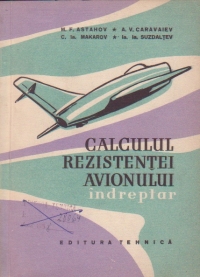 M. F. ASTAHOV ★ A. V. CARAVAIEV
C. Ia. MAKAROV ★ Ia. Ia. SUZDALȚEV
CALCULUL
REZISTENȚEI
AVIONULUI
îndreptar
EDITURA TEHNICĂ